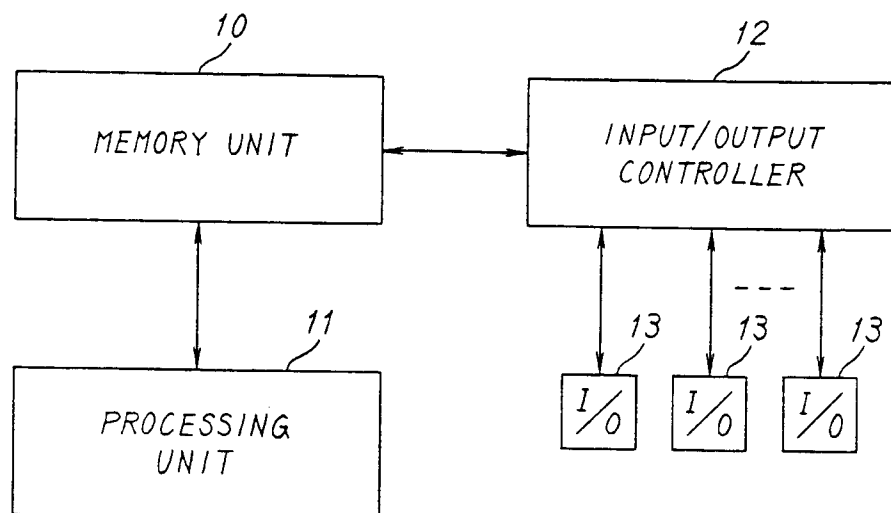 10
12
MEMORY UNIT
INPUT/OUTPUT
CONTROLLER
11
13
13
13
PROCESSING
UNIT
I/O
I/O
I/O